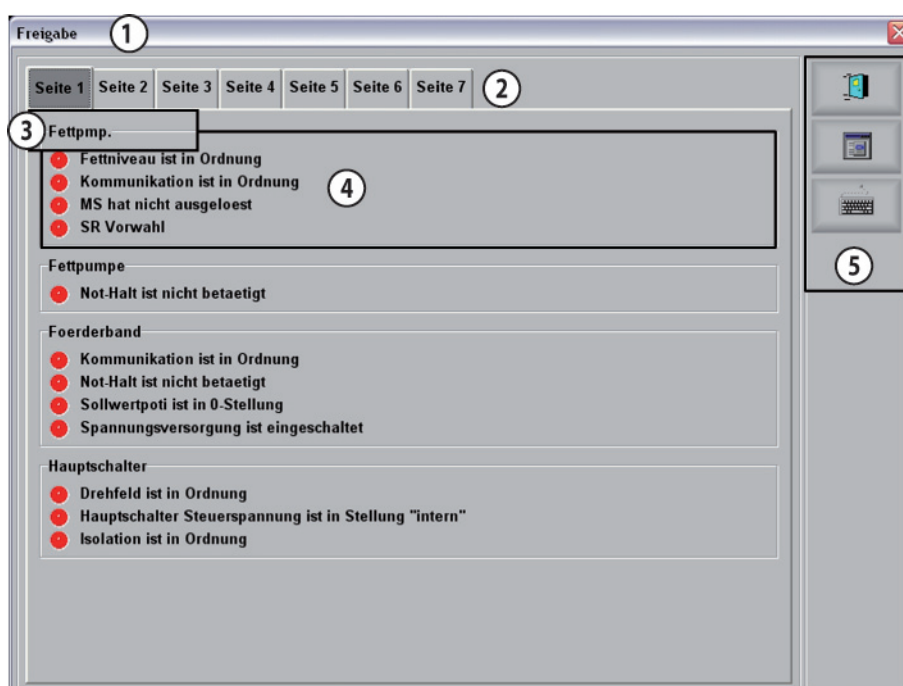 Freigabe 1
Seite 1 Seite 2 Seite 3 Seite 4 Seite 5 Seite 6 Seite 7 2
3 Fettpmp.
Fettniveau ist in Ordnung
Kommunikation ist in Ordnung
4
MS hat nicht ausgeloest
SR Vorwahl
Fettpumpe
Not-Halt ist nicht betaetigt
Foerderband
Kommunikation ist in Ordnung
Not-Halt ist nicht betaetigt
Sollwertpoti ist in 0-Stellung
Spannungsversorgung ist eingeschaltet
Hauptschalter
Drehfeld ist in Ordnung
Hauptschalter Steuerspannung ist in Stellung "intern"
Isolation ist in Ordnung
5